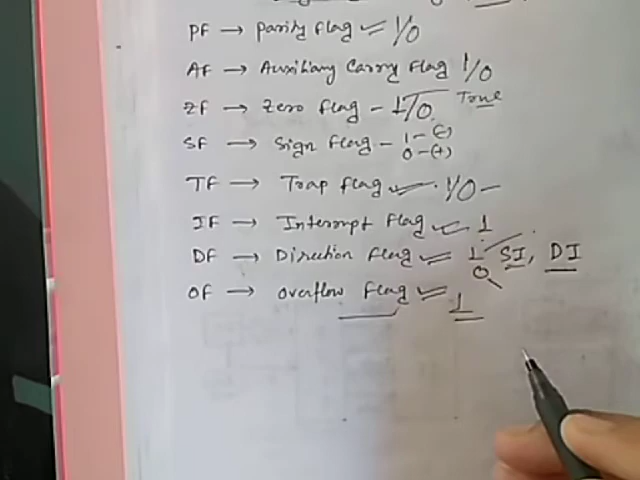 PF → Parity flag 1/0
AF → Auxiliary Carry flag 1/0
ZF → Zero flag - 1/0 True
SF → Sign flag - 1 - (-)
0 - (+)
TF → Trap flag 1/0 -
IF → Interrupt flag 1
DF → Direction flag 1 SI, DI
0
OF → Overflow flag 1